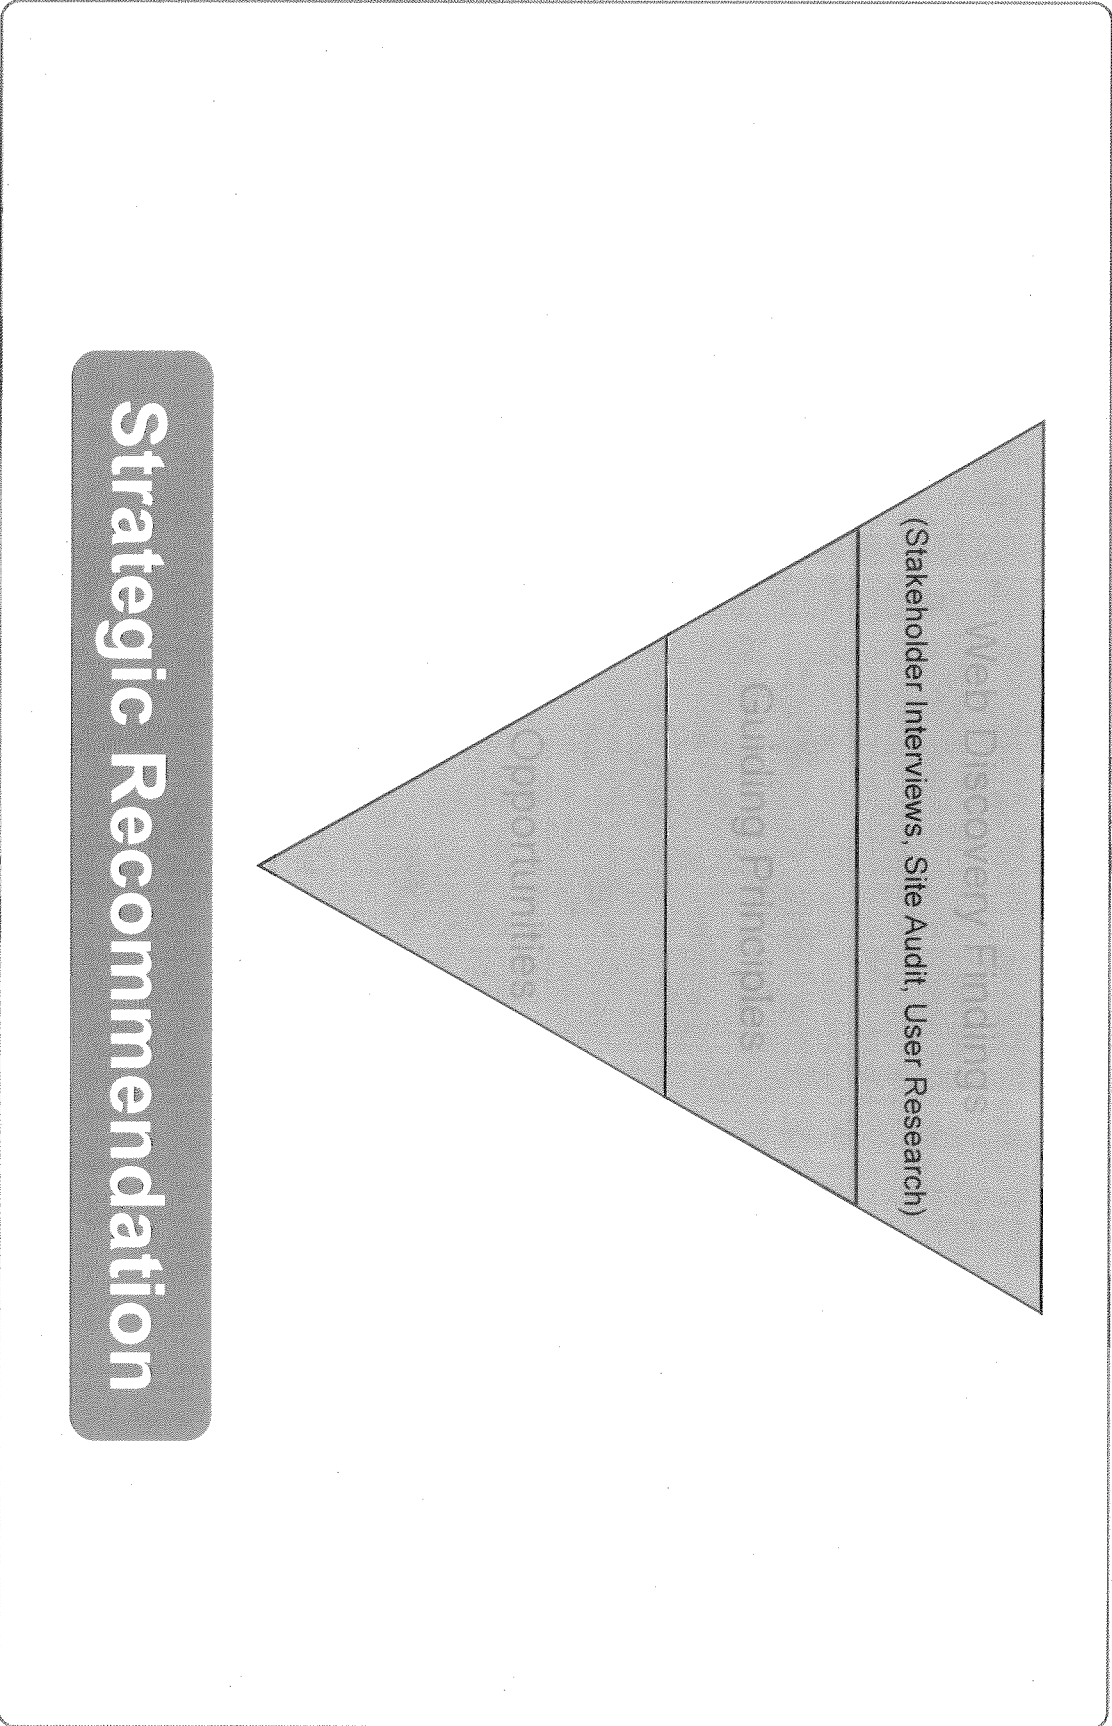 Web Discovery Findings
(Stakeholder Interviews, Site Audit, User Research)
Guiding Principles
Opportunities
Strategic Recommendation